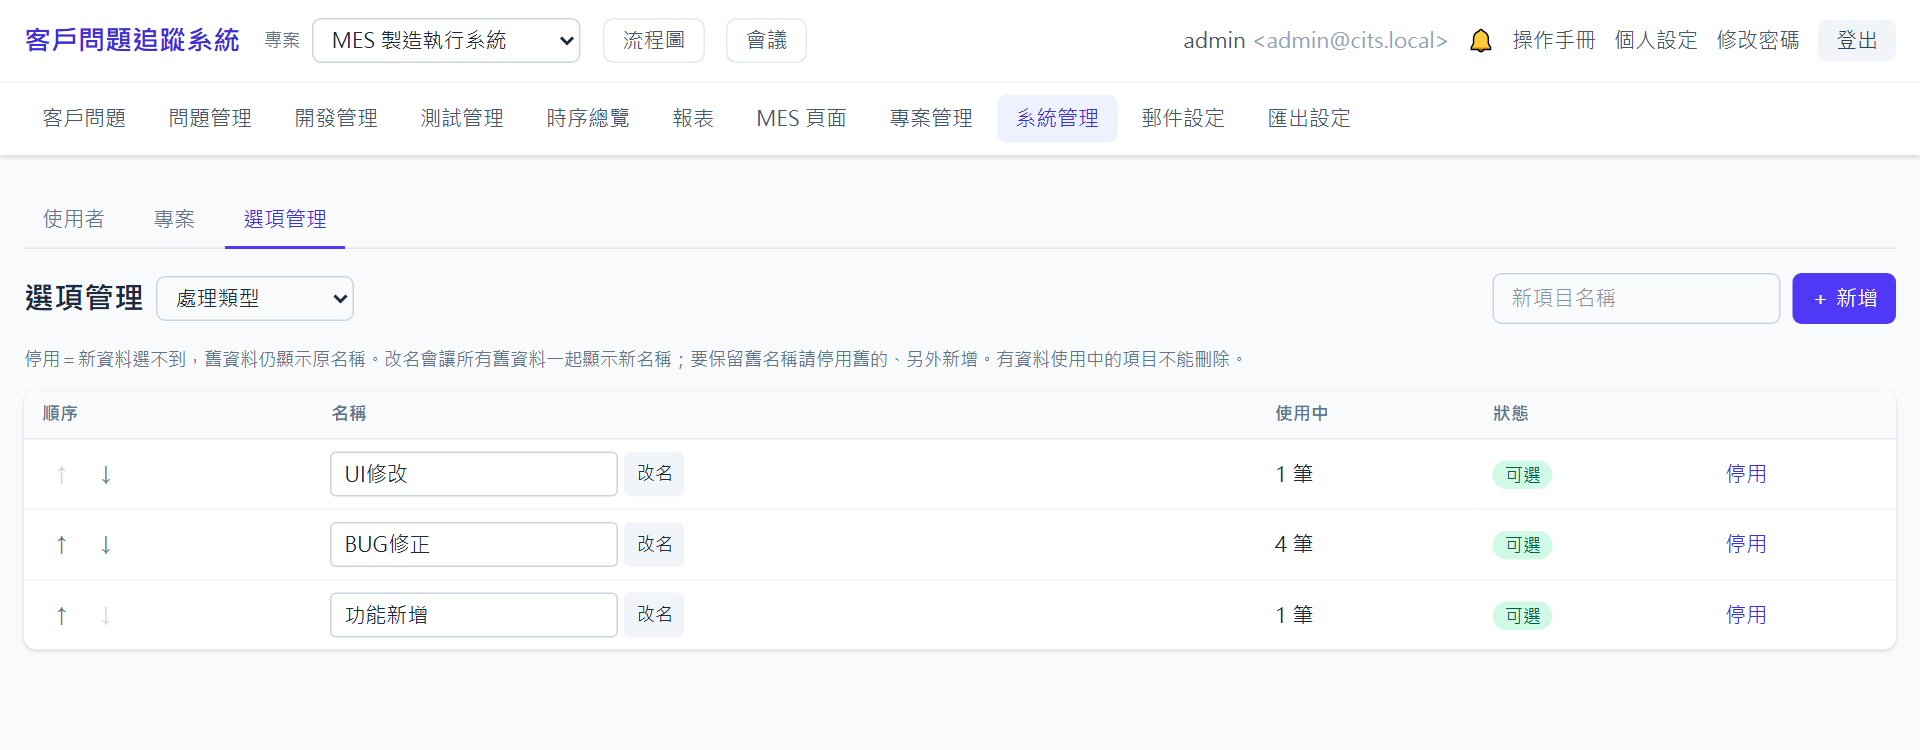 客戶問題追蹤系統 專案 MES 製造執行系統 流程圖 會議 admin <admin@cits.local> 操作手冊 個人設定 修改密碼 登出
客戶問題 問題管理 開發管理 測試管理 時序總覽 報表 MES 頁面 專案管理 系統管理 郵件設定 匯出設定
使用者 專案 選項管理
選項管理 處理類型 新項目名稱 + 新增
停用＝新資料選不到，舊資料仍顯示原名稱。改名會讓所有舊資料一起顯示新名稱；要保留舊名稱請停用舊的、另外新增。有資料使用中的項目不能刪除。
順序 名稱 使用中 狀態
↑ ↓ UI修改 改名 1 筆 可選 停用
↑ ↓ BUG修正 改名 4 筆 可選 停用
↑ ↓ 功能新增 改名 1 筆 可選 停用